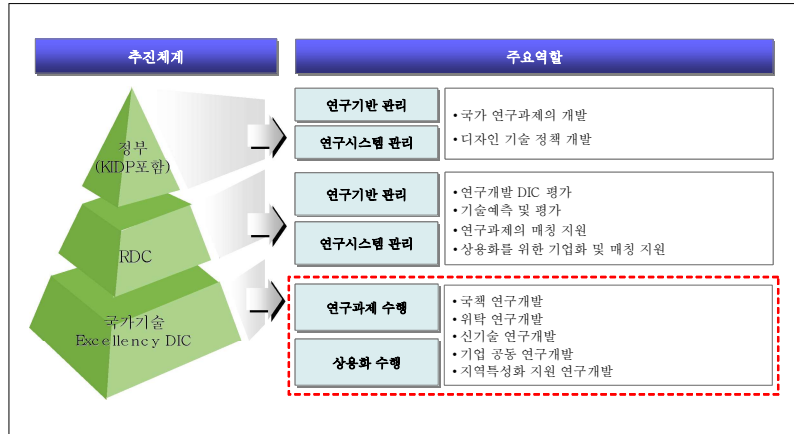 추진체계
주요역할
정부
(KIDP포함)
연구기반 관리
연구시스템 관리
•국가 연구과제의 개발
•디자인 기술 정책 개발
RDC
연구기반 관리
연구시스템 관리
•연구개발 DIC 평가
•기술예측 및 평가
•연구과제의 매칭 지원
•상용화를 위한 기업화 및 매칭 지원
국가기술
Excellency DIC
연구과제 수행
상용화 수행
•국책 연구개발
•위탁 연구개발
•신기술 연구개발
•기업 공동 연구개발
•지역특성화 지원 연구개발